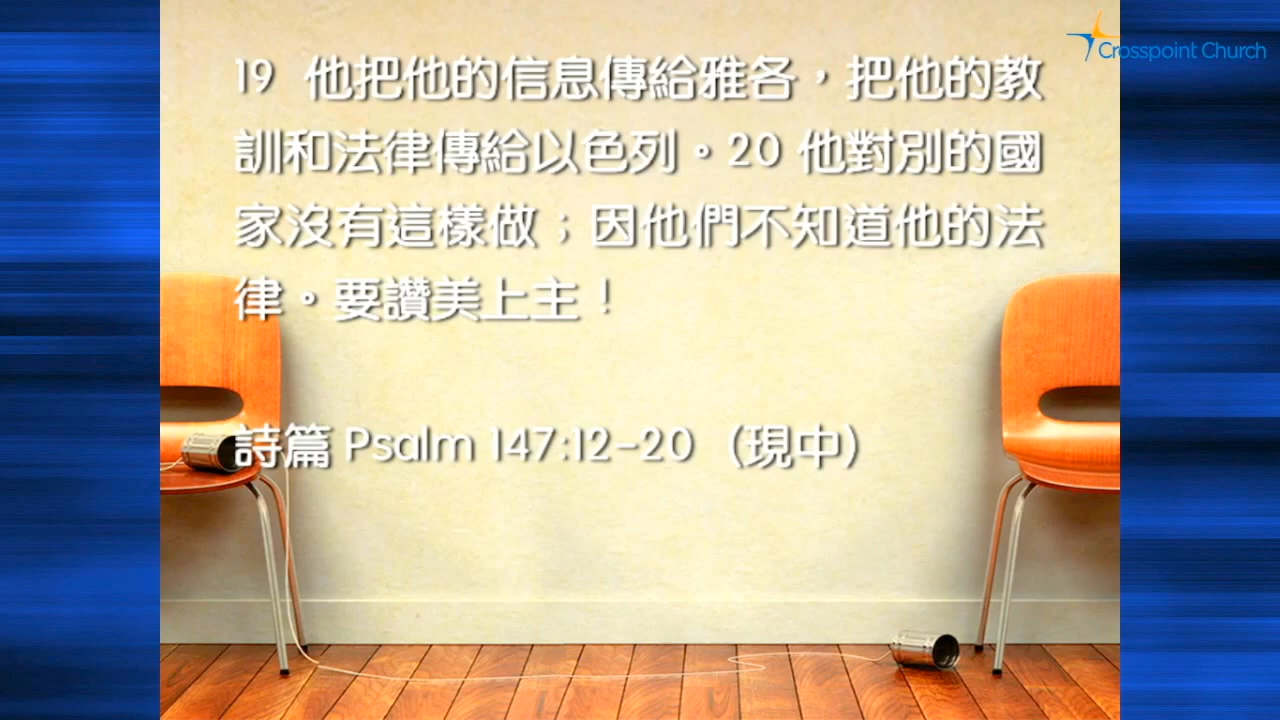 Crosspoint Church
19 他把他的信息傳給雅各，把他的教
訓和法律傳給以色列。20 他對別的國
家沒有這樣做；因他們不知道他的法
律。要讚美上主！
詩篇 Psalm 147:12-20 (現中)